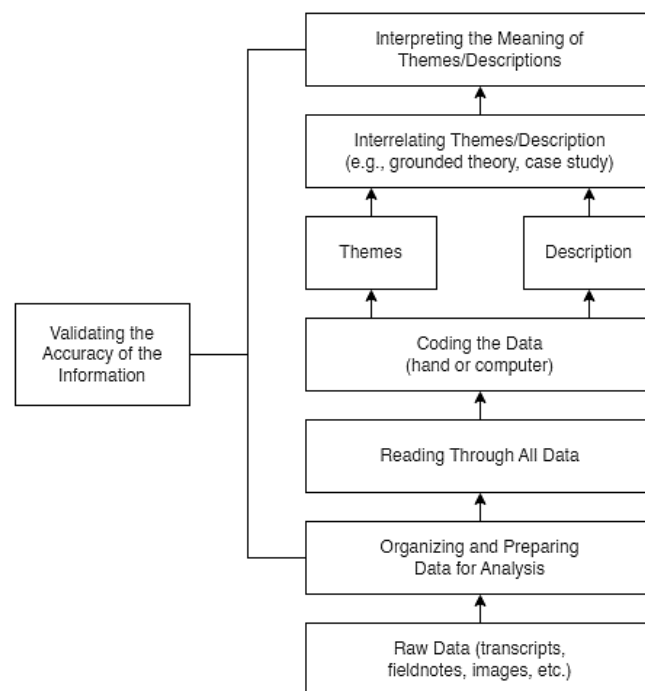 Interpreting the Meaning of
Themes/Descriptions
Interrelating Themes/Description
(e.g., grounded theory, case study)
Themes
Description
Validating the
Accuracy of the
Information
Coding the Data
(hand or computer)
Reading Through All Data
Organizing and Preparing
Data for Analysis
Raw Data (transcripts,
fieldnotes, images, etc.)